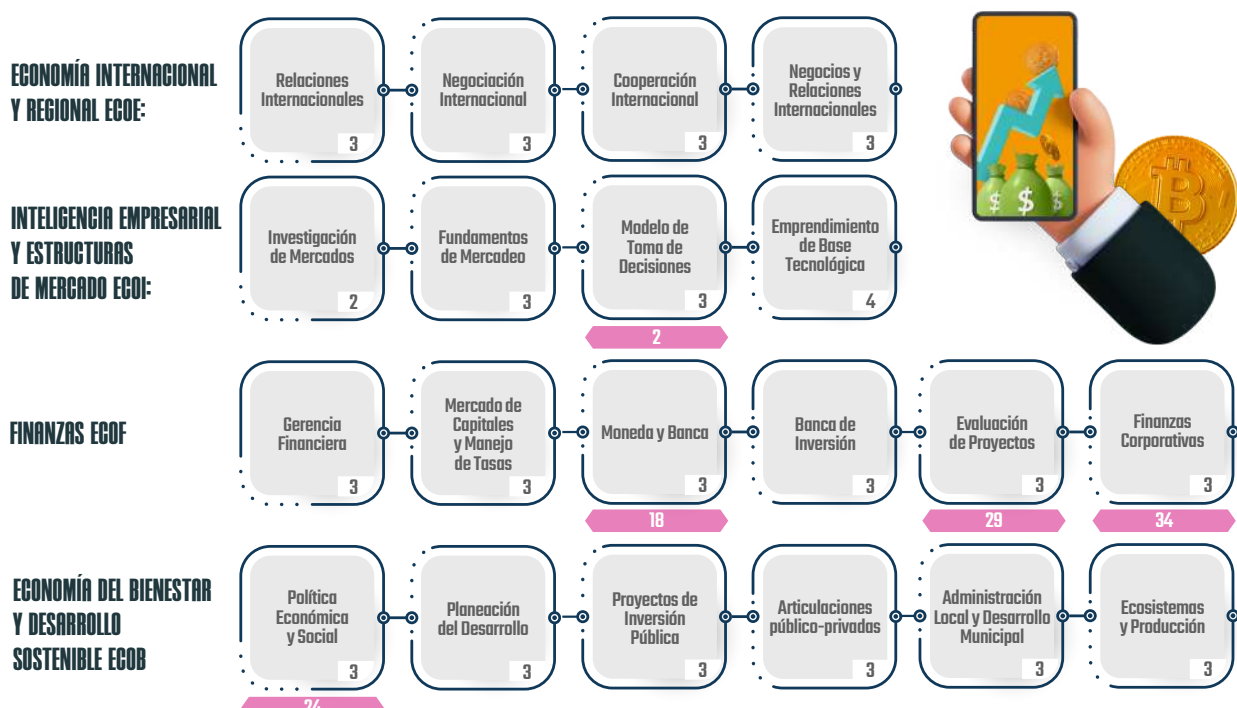 ECONOMÍA INTERNACIONAL
Y REGIONAL ECOE:
Relaciones
Internacionales
3
Negociación
Internacional
3
Cooperación
Internacional
3
Negocios y
Relaciones
Internacionales
3
INTELIGENCIA EMPRESARIAL
Y ESTRUCTURAS
DE MERCADO ECOI:
Investigación
de Mercados
2
Fundamentos
de Mercadeo
3
Modelo de
Toma de
Decisiones
3
2
Emprendimiento
de Base
Tecnológica
4
FINANZAS ECOF
Gerencia
Financiera
3
Mercado de
Capitales
y Manejo
de Tasas
3
Moneda y Banca
3
18
Banca de
Inversión
3
Evaluación
de Proyectos
3
29
Finanzas
Corporativas
3
34
ECONOMÍA DEL BIENESTAR
Y DESARROLLO
SOSTENIBLE ECOB
Política
Económica
y Social
3
24
Planeación
del Desarrollo
3
Proyectos de
Inversión
Pública
3
Articulaciones
público-privadas
3
Administración
Local y Desarrollo
Municipal
3
Ecosistemas
y Producción
3
$ $ $